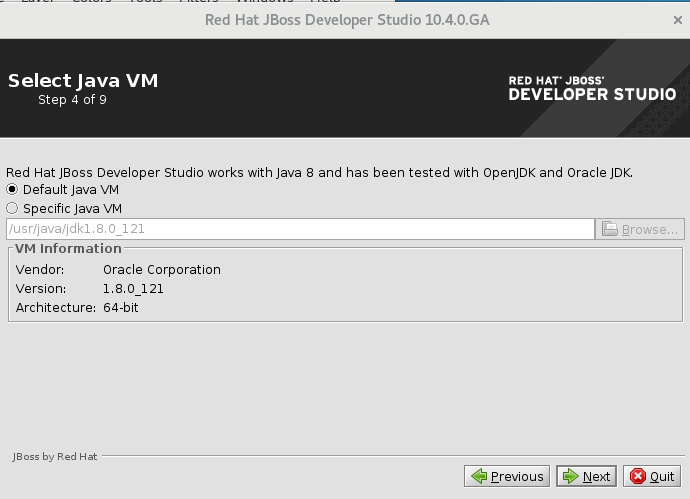 Layer Colors Tools Filters Windows Help
Red Hat JBoss Developer Studio 10.4.0.GA
Select Java VM
Step 4 of 9
RED HAT® JBOSS®
DEVELOPER STUDIO
Red Hat JBoss Developer Studio works with Java 8 and has been tested with OpenJDK and Oracle JDK.
Default Java VM
Specific Java VM
/usr/java/jdk1.8.0_121
Browse...
VM Information
Vendor: Oracle Corporation
Version: 1.8.0_121
Architecture: 64-bit
JBoss by Red Hat
Previous Next Quit